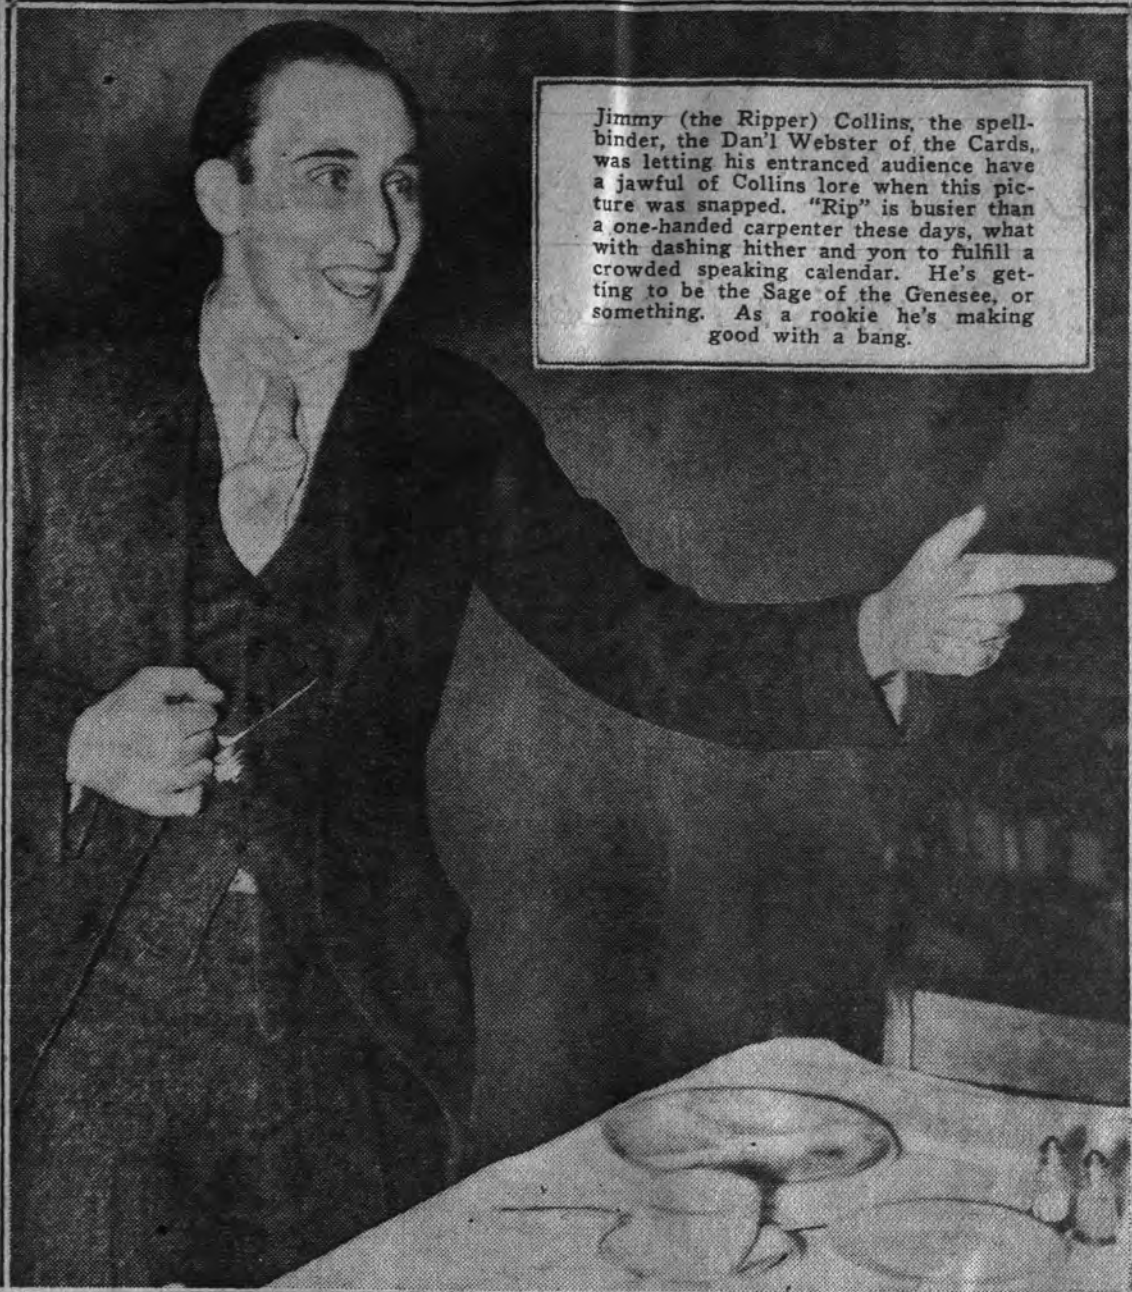 Jimmy (the Ripper) Collins, the spell-
binder, the Dan'l Webster of the Cards,
was letting his entranced audience have
a jawful of Collins lore when this pic-
ture was snapped. "Rip" is busier than
a one-handed carpenter these days, what
with dashing hither and yon to fulfill a
crowded speaking calendar. He's get-
ting to be the Sage of the Genesee, or
something. As a rookie he's making
good with a bang.